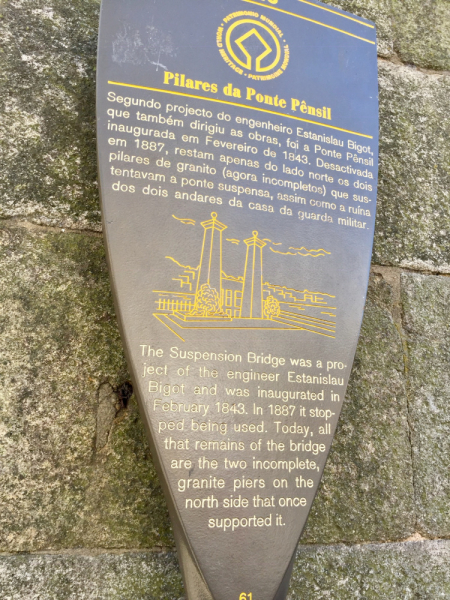 Pilares da Ponte Pênsil
Segundo projecto do engenheiro Estanislau Bigot,
que também dirigiu as obras, foi a Ponte Pênsil
inaugurada em Fevereiro de 1843. Desactivada
em 1887, restam apenas do lado norte os dois
pilares de granito (agora incompletos) que sus-
tentavam a ponte suspensa, assim como a ruína
dos dois andares da casa da guarda militar.
The Suspension Bridge was a pro-
ject of the engineer Estanislau
Bigot and was inaugurated in
February 1843. In 1887 it stop-
ped being used. Today, all
that remains of the bridge
are the two incomplete,
granite piers on the
north side that once
supported it.
61